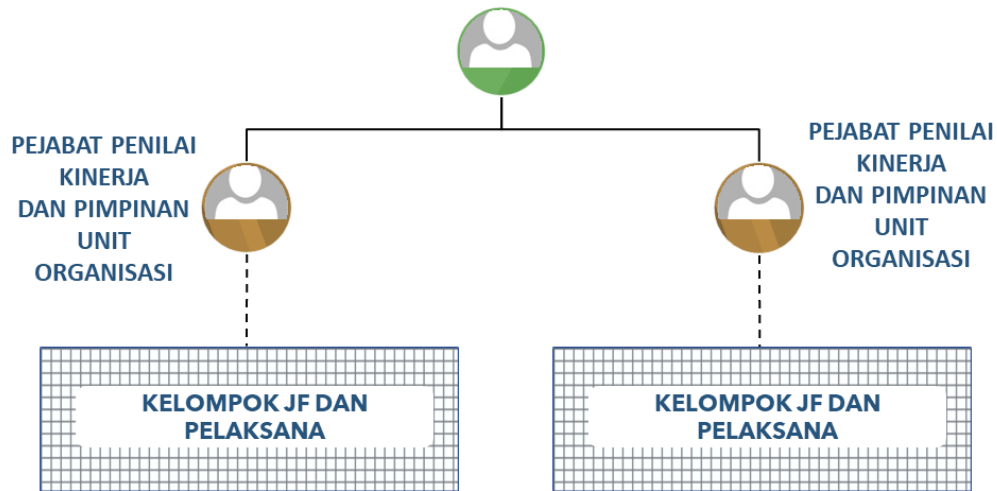 PEJABAT PENILAI
KINERJA
DAN PIMPINAN
UNIT
ORGANISASI
PEJABAT PENILAI
KINERJA
DAN PIMPINAN
UNIT
ORGANISASI
KELOMPOK JF DAN
PELAKSANA
KELOMPOK JF DAN
PELAKSANA